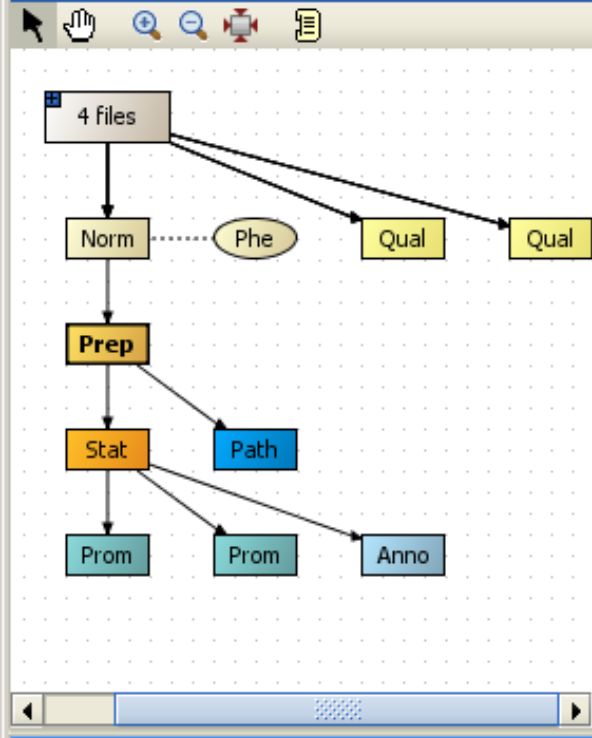 4 files
Norm
Phe
Qual
Qual
Prep
Stat
Path
Prom
Prom
Anno